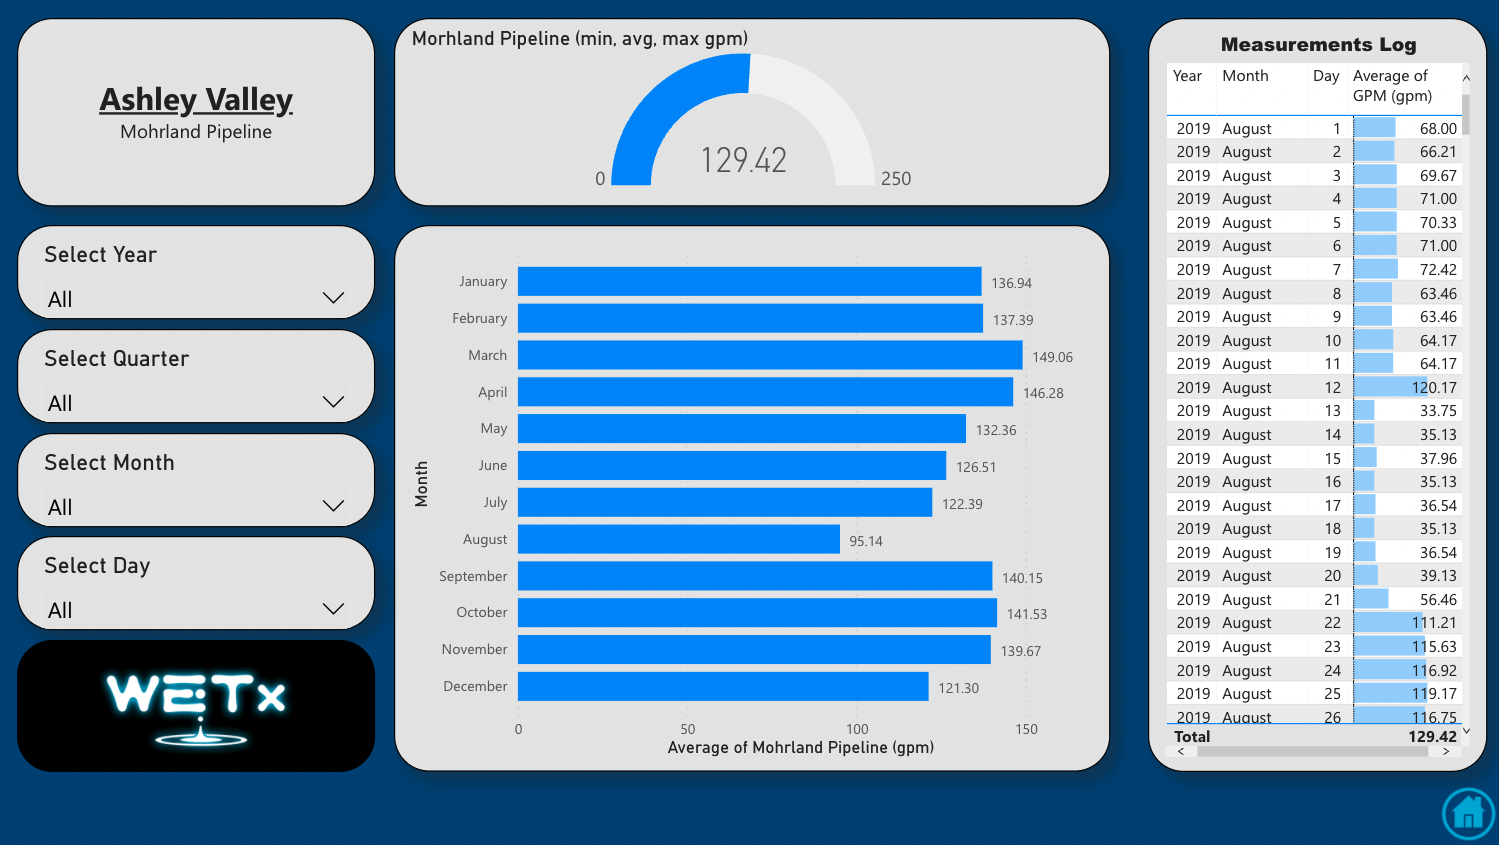 Ashley Valley
Mohrland Pipeline
Morhland Pipeline (min, avg, max gpm)
129.42
0
250
Select Year
All
Select Quarter
All
Select Month
All
Select Day
All
WETx
Month
January 136.94
February 137.39
March 149.06
April 146.28
May 132.36
June 126.51
July 122.39
August 95.14
September 140.15
October 141.53
November 139.67
December 121.30
0 50 100 150
Average of Mohrland Pipeline (gpm)
Measurements Log
Year Month Day Average of
GPM (gpm)
2019 August 1 68.00
2019 August 2 66.21
2019 August 3 69.67
2019 August 4 71.00
2019 August 5 70.33
2019 August 6 71.00
2019 August 7 72.42
2019 August 8 63.46
2019 August 9 63.46
2019 August 10 64.17
2019 August 11 64.17
2019 August 12 120.17
2019 August 13 33.75
2019 August 14 35.13
2019 August 15 37.96
2019 August 16 35.13
2019 August 17 36.54
2019 August 18 35.13
2019 August 19 36.54
2019 August 20 39.13
2019 August 21 56.46
2019 August 22 111.21
2019 August 23 115.63
2019 August 24 116.92
2019 August 25 119.17
2019 August 26 116.75
Total 129.42